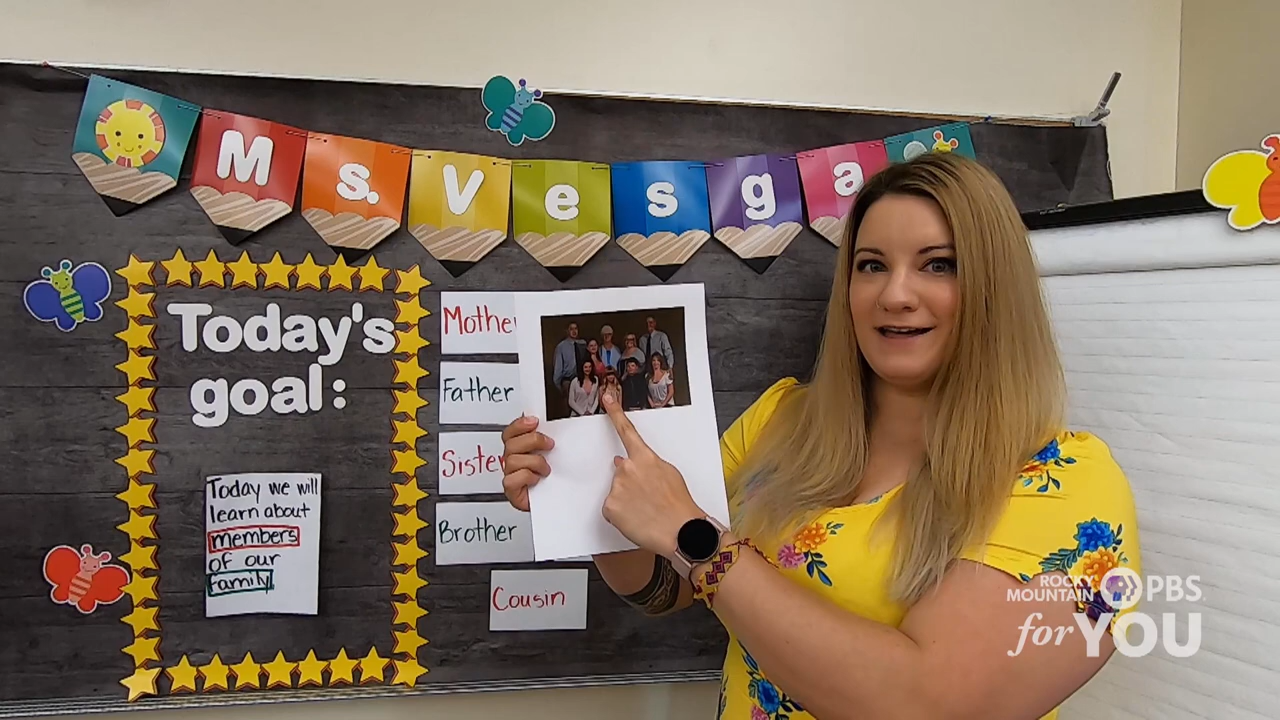 Ms. Vesga
Today's
goal:
Today we will
learn about
members
of our
family.
Mothe
Father
Sister
Brother
Cousin
ROCKY
MOUNTAIN PBS
for YOU